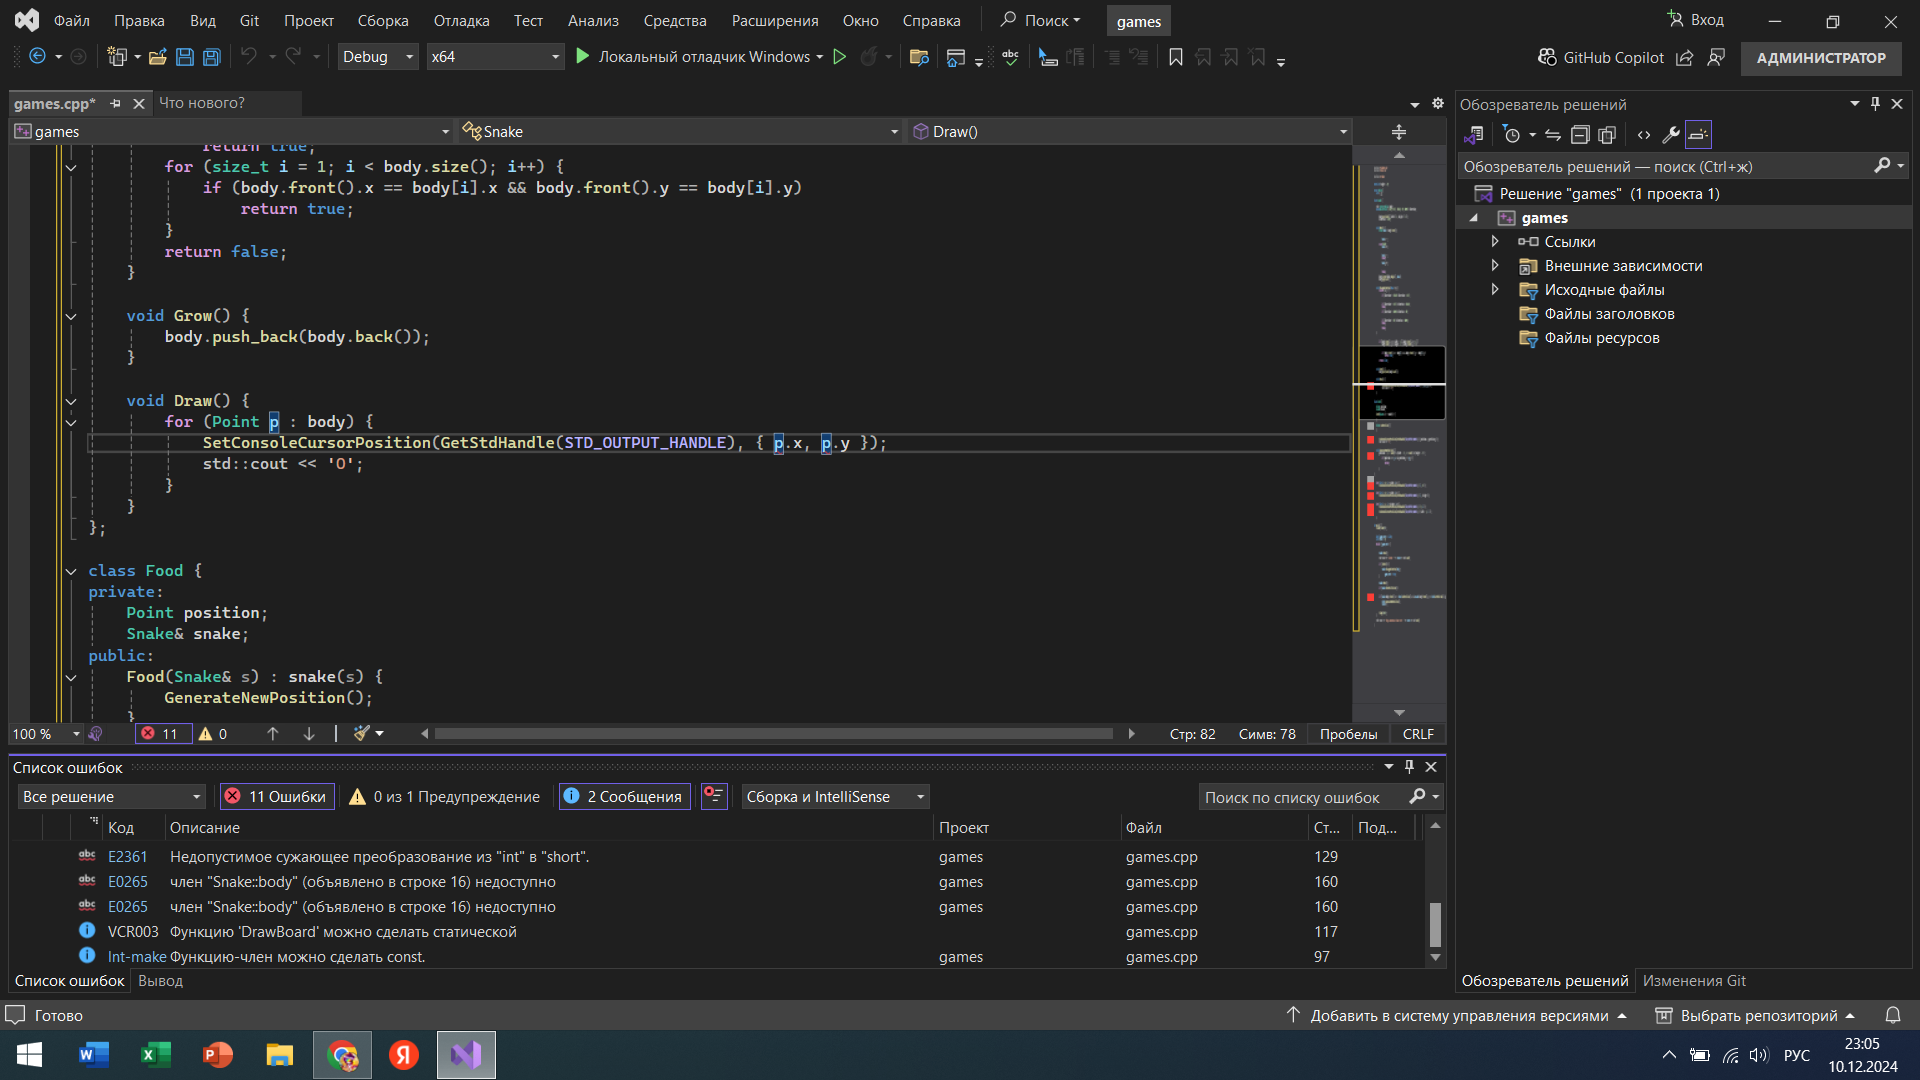 Файл Правка Вид Git Проект Сборка Отладка Тест Анализ Средства Расширения Окно Справка Поиск games Вход
Debug x64 Локальный отладчик Windows GitHub Copilot АДМИНИСТРАТОР
games.cpp* Что нового?
games Snake Draw()
return true;
for (size_t i = 1; i < body.size(); i++) {
if (body.front().x == body[i].x && body.front().y == body[i].y)
return true;
}
return false;
}
void Grow() {
body.push_back(body.back());
}
void Draw() {
for (Point p : body) {
SetConsoleCursorPosition(GetStdHandle(STD_OUTPUT_HANDLE), { p.x, p.y });
std::cout << 'O';
}
}
};
class Food {
private:
Point position;
Snake& snake;
public:
Food(Snake& s) : snake(s) {
GenerateNewPosition();
}
100 % 11 0 Стр: 82 Симв: 78 Пробелы CRLF
Список ошибок
Все решение 11 Ошибки 0 из 1 Предупреждение 2 Сообщения Сборка и IntelliSense Поиск по списку ошибок
Код Описание Проект Файл Ст... Под...
abc E2361 Недопустимое сужающее преобразование из "int" в "short". games games.cpp 129
abc E0265 член "Snake::body" (объявлено в строке 16) недоступно games games.cpp 160
abc E0265 член "Snake::body" (объявлено в строке 16) недоступно games games.cpp 160
VCR003 Функцию 'DrawBoard' можно сделать статической games.cpp 117
Int-make Функцию-член можно сделать const. games games.cpp 97
Список ошибок Вывод
Обозреватель решений
Обозреватель решений — поиск (Ctrl+ж)
Решение "games" (1 проекта 1)
games
Ссылки
Внешние зависимости
Исходные файлы
Файлы заголовков
Файлы ресурсов
Обозреватель решений Изменения Git
Готово Добавить в систему управления версиями Выбрать репозиторий
РУС 23:05
10.12.2024